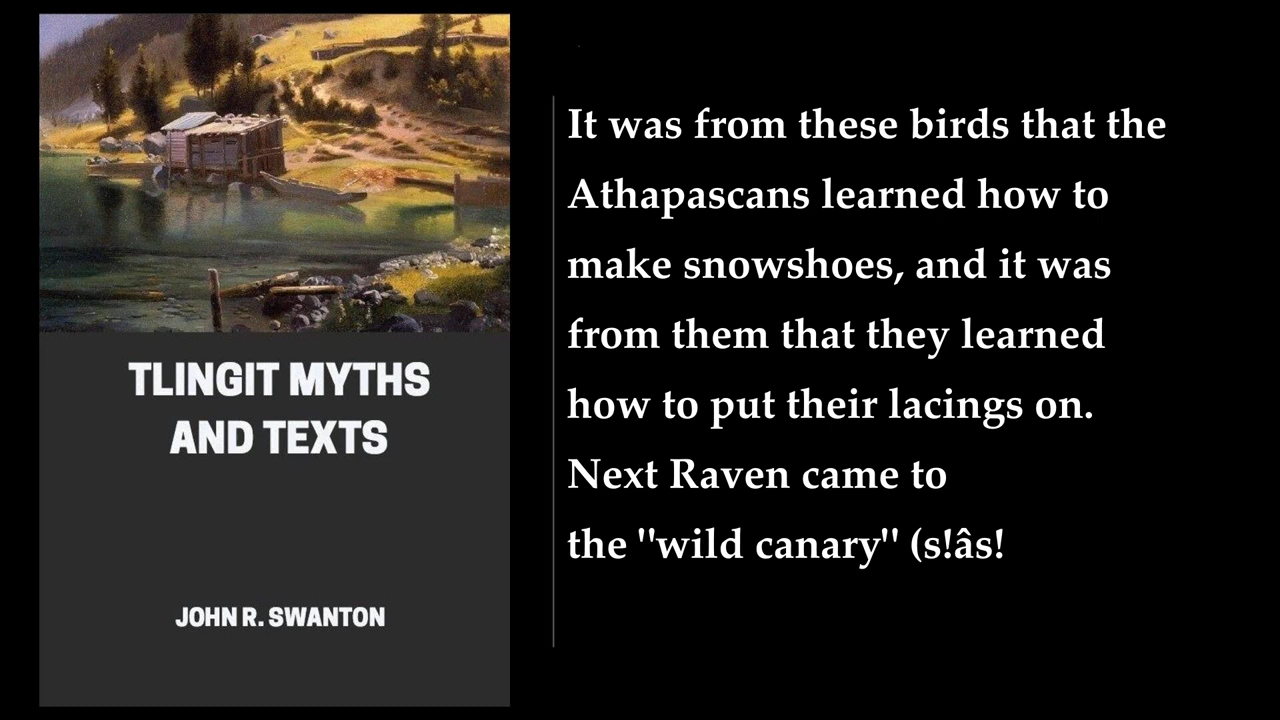 TLINGIT MYTHS
AND TEXTS
JOHN R. SWANTON
It was from these birds that the
Athapascans learned how to
make snowshoes, and it was
from them that they learned
how to put their lacings on.
Next Raven came to
the "wild canary" (s!âs!